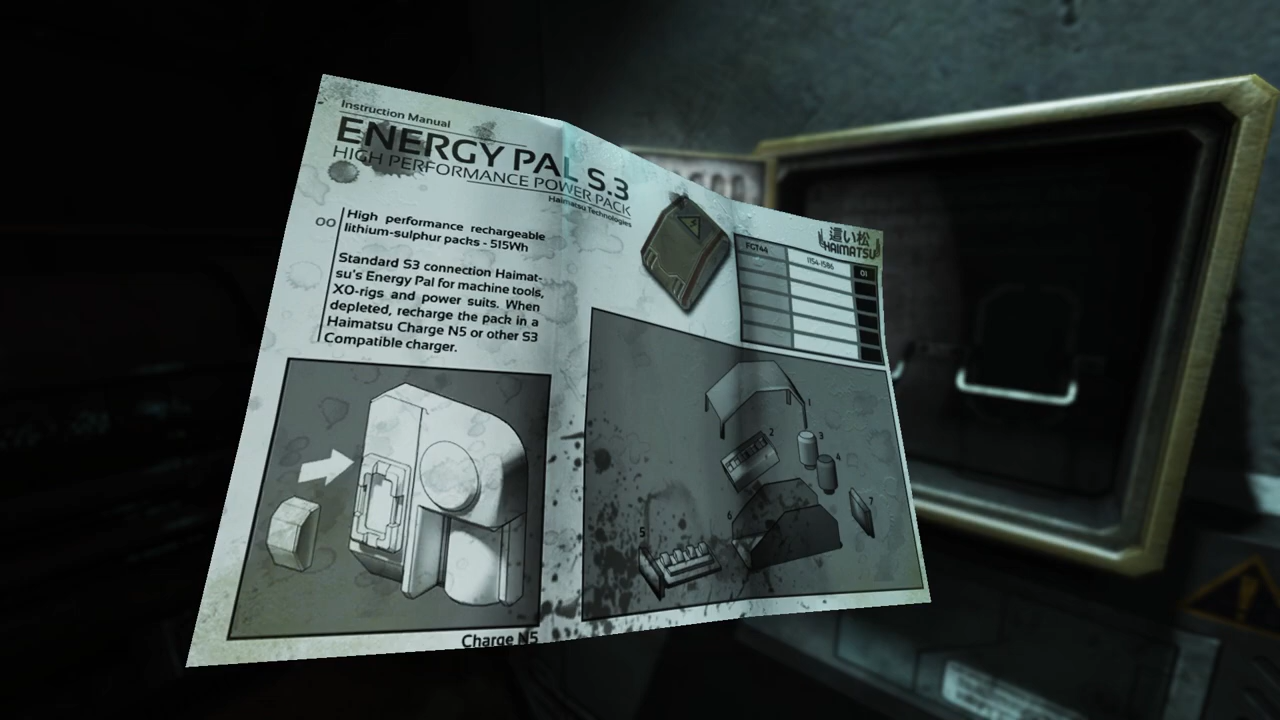 Instruction Manual
ENERGY PAL S.3
HIGH PERFORMANCE POWER PACK
Haimatsu Technologies
OO
High performance rechargeable
lithium-sulphur packs - 515Wh
Standard S3 connection Haimat-
su's Energy Pal for machine tools,
XO-rigs and power suits. When
depleted, recharge the pack in a
Haimatsu Charge N5 or other S3
Compatible charger.
Charge N5
這い松
HAIMATSU
FGT44
1154-1586
01
1
2
3
4
5
6
7